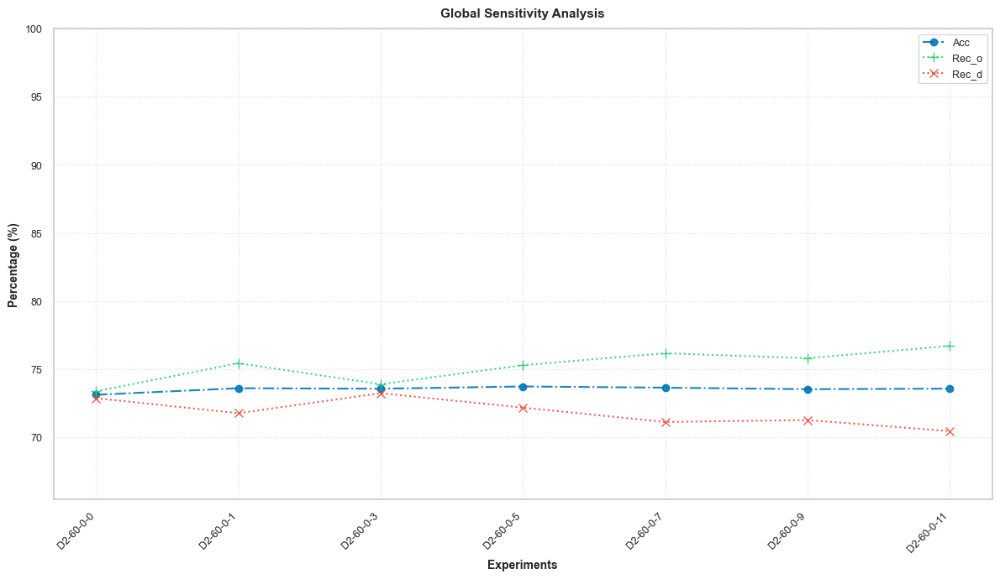 Global Sensitivity Analysis
Acc
Rec_o
Rec_d
Percentage (%)
100
95
90
85
80
75
70
D2-60-0-0
D2-60-0-1
D2-60-0-3
D2-60-0-5
D2-60-0-7
D2-60-0-9
D2-60-0-11
Experiments